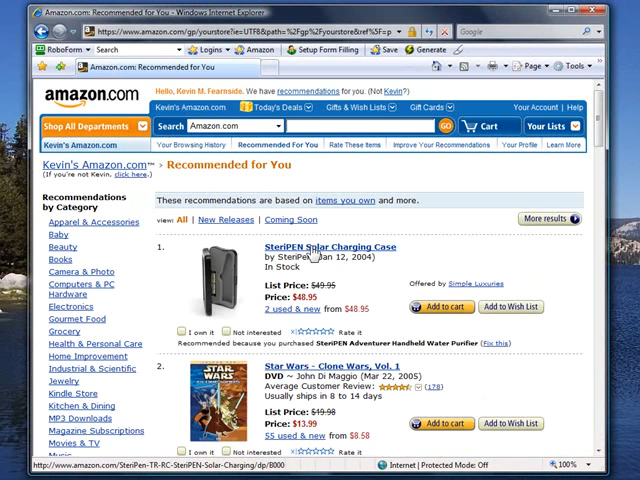 Amazon.com: Recommended for You - Windows Internet Explorer
https://www.amazon.com/gp/yourstore?ie=UTF8&path=%2Fgp%2Fyourstore&ref%5F=p
Google
RoboForm Search Logins Amazon Setup Form Filling Save Generate
Amazon.com: Recommended for You
Page Tools
amazon.com
Hello, Kevin M. Fearnside. We have recommendations for you. (Not Kevin?)
Kevin's Amazon.com Today's Deals Gifts & Wish Lists Gift Cards Your Account | Help
Shop All Departments Search Amazon.com GO Cart Your Lists
Kevin's Amazon.com Your Browsing History Recommended for You Rate These Items Improve Your Recommendations Your Profile Learn More
Kevin's Amazon.com™ › Recommended for You
(If you're not Kevin, click here.)
Recommendations
by Category
Apparel & Accessories
Baby
Beauty
Books
Camera & Photo
Computers & PC
Hardware
Electronics
Gourmet Food
Grocery
Health & Personal Care
Home Improvement
Industrial & Scientific
Jewelry
Kindle Store
Kitchen & Dining
MP3 Downloads
Magazine Subscriptions
Movies & TV
Music
These recommendations are based on items you own and more.
view: All | New Releases | Coming Soon
More results
1.
SteriPEN Solar Charging Case
by SteriPEN (Jan 12, 2004)
In Stock
List Price: $49.95
Price: $48.95
2 used & new from $48.95
Offered by Simple Luxuries
Add to cart Add to Wish List
I own it Not interested Rate it
Recommended because you purchased SteriPEN Adventurer Handheld Water Purifier (Fix this)
2.
STAR WARS
Star Wars - Clone Wars, Vol. 1
DVD ~ John Di Maggio (Mar 22, 2005)
Average Customer Review: (178)
Usually ships in 8 to 14 days
List Price: $19.98
Price: $13.99
55 used & new from $8.58
Add to cart Add to Wish List
I own it Not interested Rate it
http://www.amazon.com/SteriPen-TR-RC-SteriPEN-Solar-Charging/dp/B000
Internet | Protected Mode: Off
100%